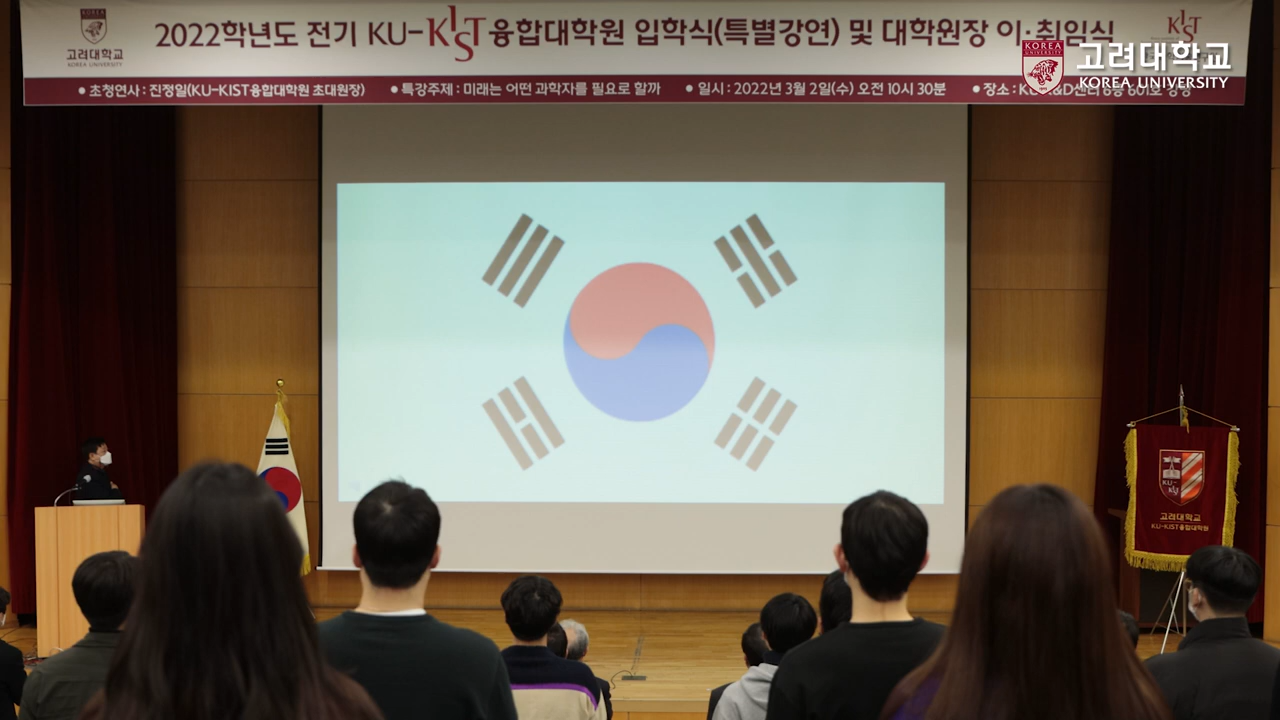 고려대학교
KOREA UNIVERSITY
2022학년도 전기 KU-KIST융합대학원 입학식(특별강연) 및 대학원장 이·취임식
KIST
KOREA
고려대학교
KOREA UNIVERSITY
• 초청연사 : 진정일(KU-KIST융합대학원 초대원장) • 특강주제 : 미래는 어떤 과학자를 필요로 할까 • 일시 : 2022년 3월 2일(수) 오전 10시 30분 • 장소 :
KU-
고려대학교
KU-KIST융합대학원